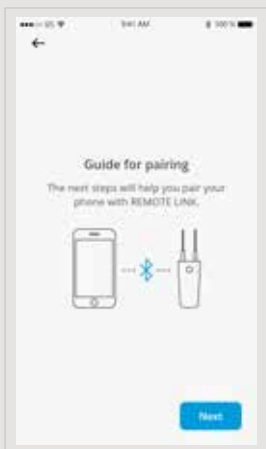 9:41 AM
100%
Guide for pairing
The next steps will help you pair your
phone with REMOTE LINK.
Next